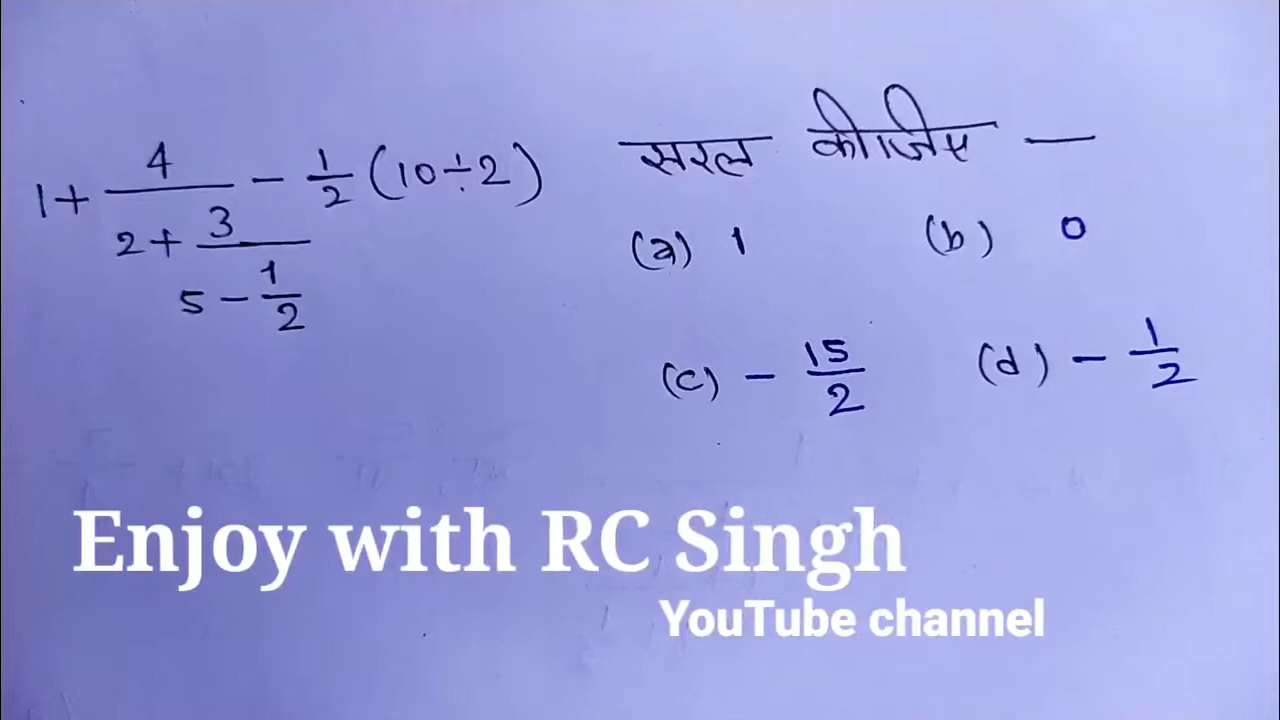 1 + 4/(2 + 3/(5 - 1/2)) - 1/2 (10 ÷ 2)
सरल कीजिए —
(a) 1 (b) 0
(c) - 15/2 (d) - 1/2
Enjoy with RC Singh
YouTube channel